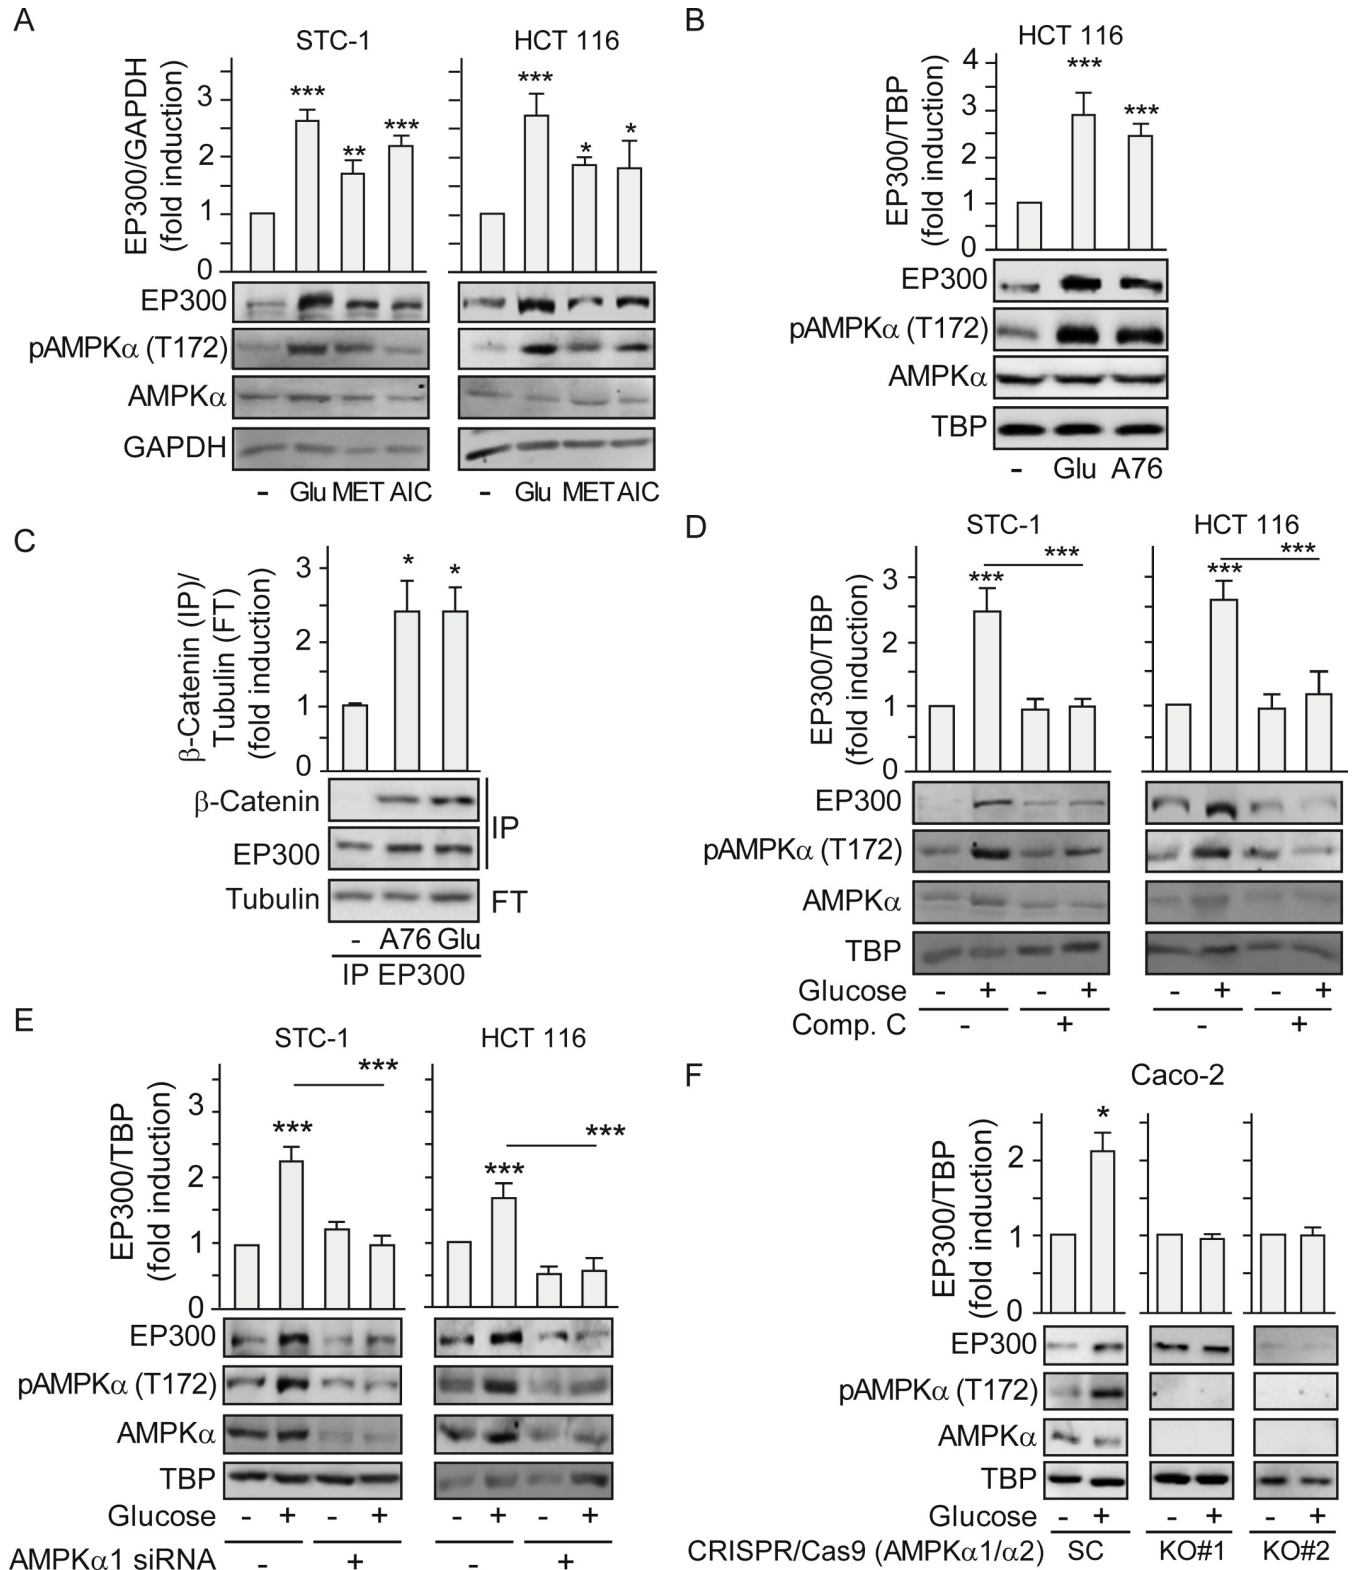 A
STC-1
HCT 116
EP300/GAPDH
(fold induction)
3
2
1
0
***
**
***
***
*
*
EP300
pAMPKα (T172)
AMPKα
GAPDH
- Glu MET AIC
- Glu MET AIC
B
HCT 116
EP300/TBP
(fold induction)
4
3
2
1
0
***
***
EP300
pAMPKα (T172)
AMPKα
TBP
- Glu A76
C
β-Catenin (IP)/
Tubulin (FT)
(fold induction)
3
2
1
0
*
*
β-Catenin
EP300
IP
Tubulin
FT
- A76 Glu
IP EP300
D
STC-1
HCT 116
EP300/TBP
(fold induction)
3
2
1
0
***
***
***
***
EP300
pAMPKα (T172)
AMPKα
TBP
Glucose - + - + - + - +
Comp. C - + - +
E
STC-1
HCT 116
EP300/TBP
(fold induction)
3
2
1
0
***
***
***
***
EP300
pAMPKα (T172)
AMPKα
TBP
Glucose - + - + - + - +
AMPKα1 siRNA - + - +
F
Caco-2
EP300/TBP
(fold induction)
2
1
0
*
EP300
pAMPKα (T172)
AMPKα
TBP
Glucose - + - + - +
CRISPR/Cas9 (AMPKα1/α2) SC KO#1 KO#2